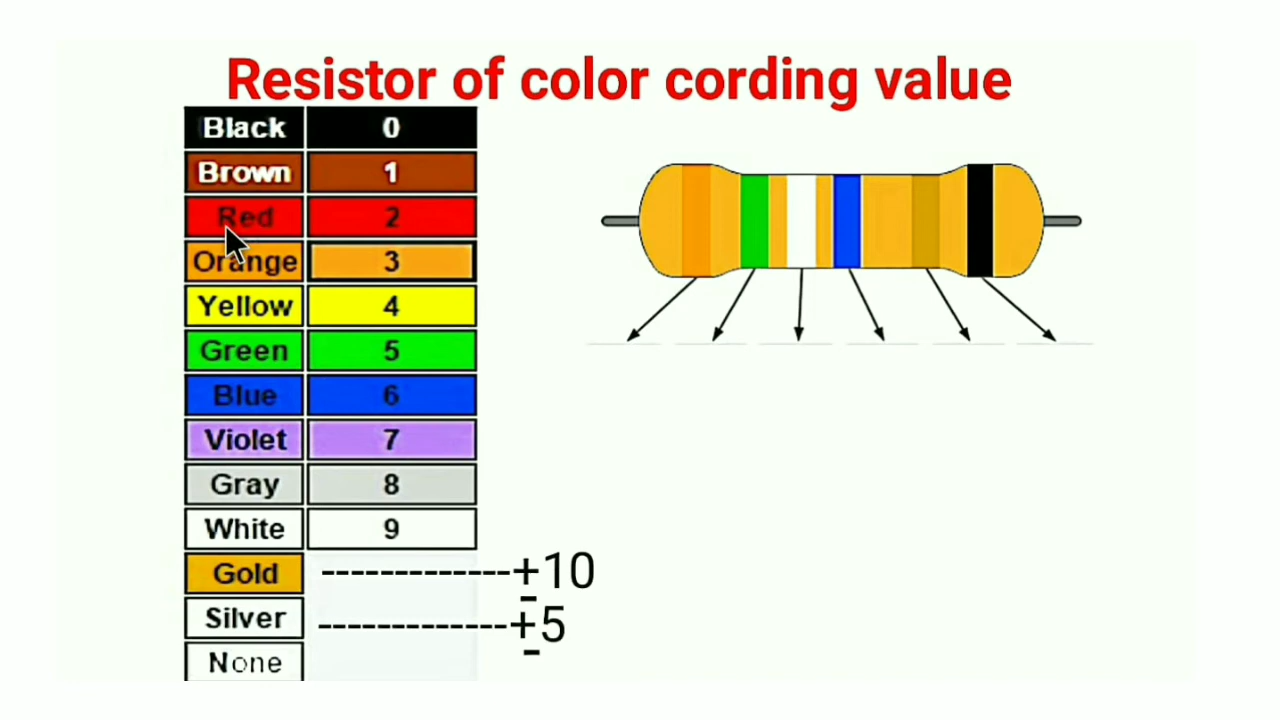 Resistor of color cording value
Black 0
Brown 1
Red 2
Orange 3
Yellow 4
Green 5
Blue 6
Violet 7
Gray 8
White 9
Gold -------------±10
Silver -------------±5
None